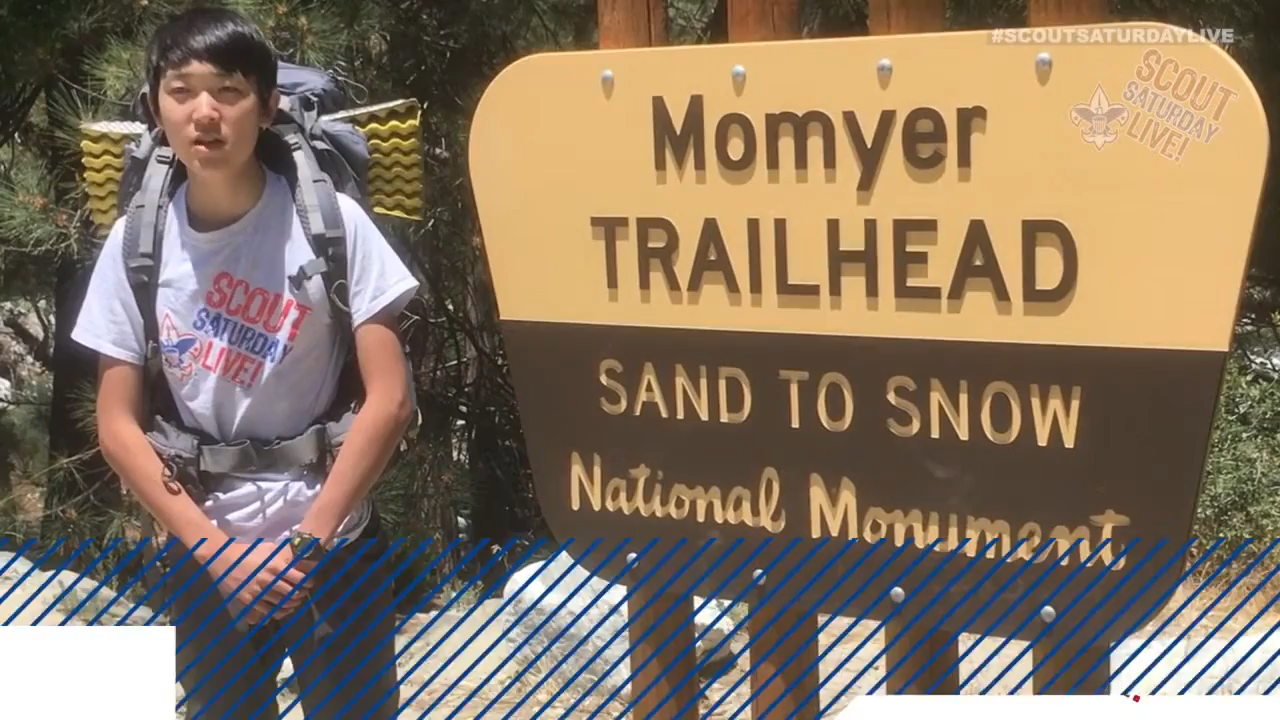 #SCOUTSATURDAYLIVE
SCOUT
SATURDAY
LIVE!
Momyer
TRAILHEAD
SAND TO SNOW
National Monument
SCOUT
SATURDAY
LIVE!